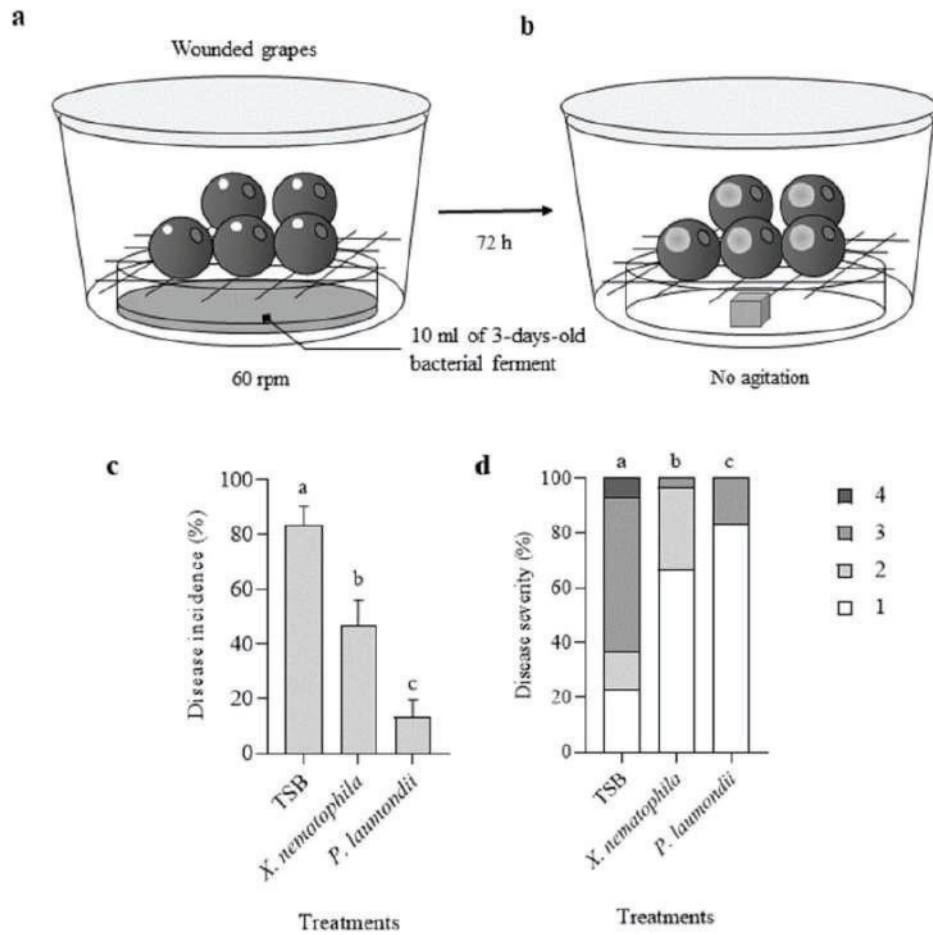 a
b
Wounded grapes
72 h
10 ml of 3-days-old
bacterial ferment
60 rpm
No agitation
c
Disease incidence (%)
100
80
60
40
20
0
a
b
c
TSB
X. nematophila
P. laumondii
Treatments
d
Disease severity (%)
100
80
60
40
20
0
a
b
c
TSB
X. nematophila
P. laumondii
Treatments
4
3
2
1